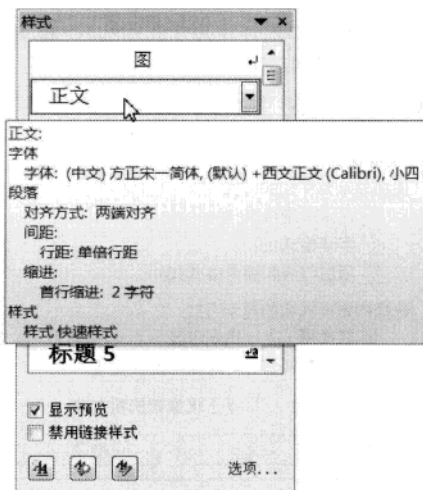 样式
图
正文
正文:
字体
字体: (中文) 方正宋一简体, (默认) +西文正文 (Calibri), 小四
段落
对齐方式: 两端对齐
间距:
行距: 单倍行距
缩进:
首行缩进: 2 字符
样式
样式 快速样式
标题 5
显示预览
禁用链接样式
选项...